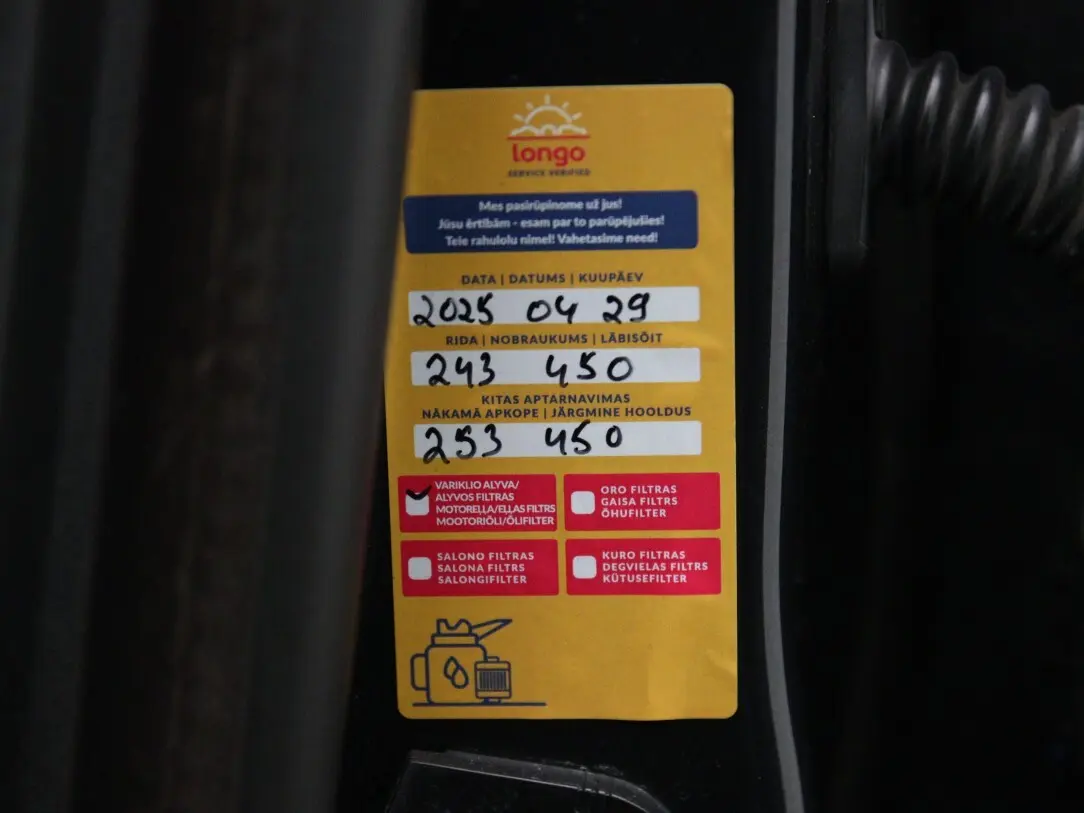 longo
SERVICE VERIFIED
Mes pasirūpinome už jus!
Jūsu ērtībām - esam par to parūpējušies!
Teie rahulolu nimel! Vahetasime need!
DATA | DATUMS | KUUPÄEV
2025 04 29
RIDA | NOBRAUKUMS | LÄBISÕIT
243 450
KITAS APTARNAVIMAS
NĀKAMĀ APKOPE | JÄRGMINE HOOLDUS
253 450
VARIKLIO ALYVA/
ALYVOS FILTRAS
MOTOREĻĻA/EĻĻAS FILTRS
MOOTORIÕLI/ÕLIFILTER
ORO FILTRAS
GAISA FILTRS
ÕHUFILTER
SALONO FILTRAS
SALONA FILTRS
SALONGIFILTER
KURO FILTRAS
DEGVIELAS FILTRS
KÜTUSEFILTER